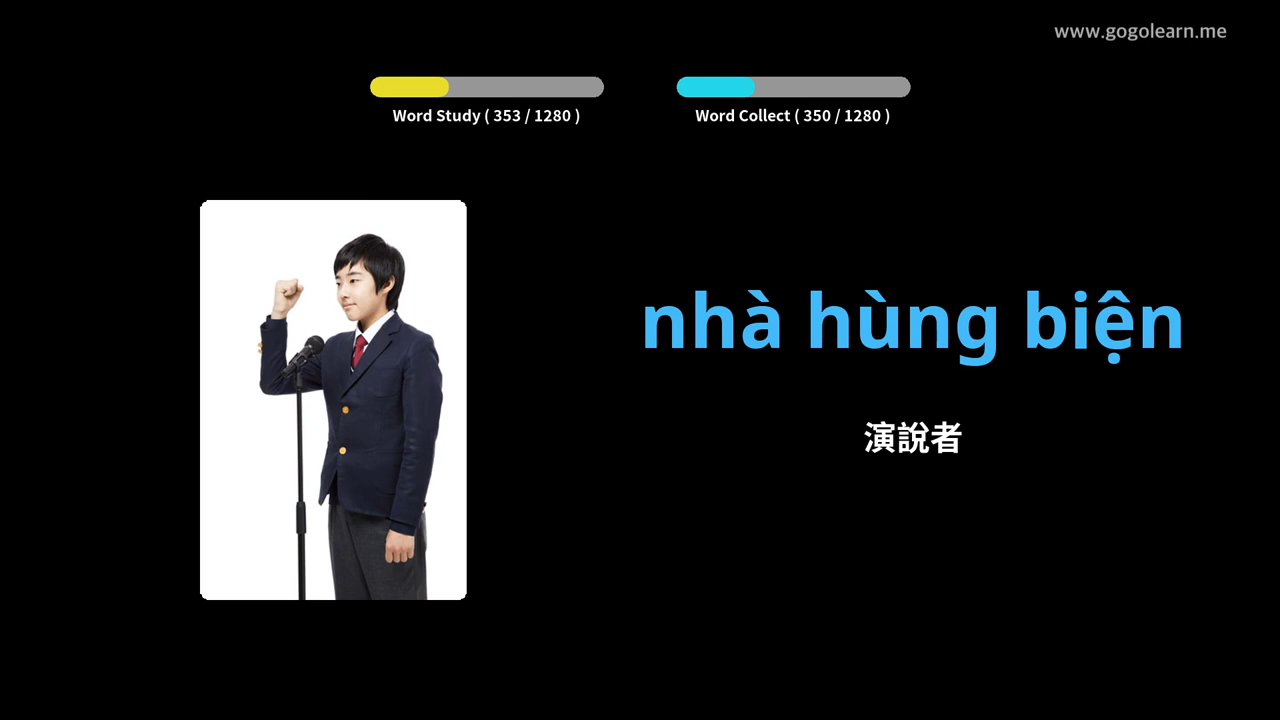 www.gogolearn.me
Word Study ( 353 / 1280 )
Word Collect ( 350 / 1280 )
nhà hùng biện
演說者